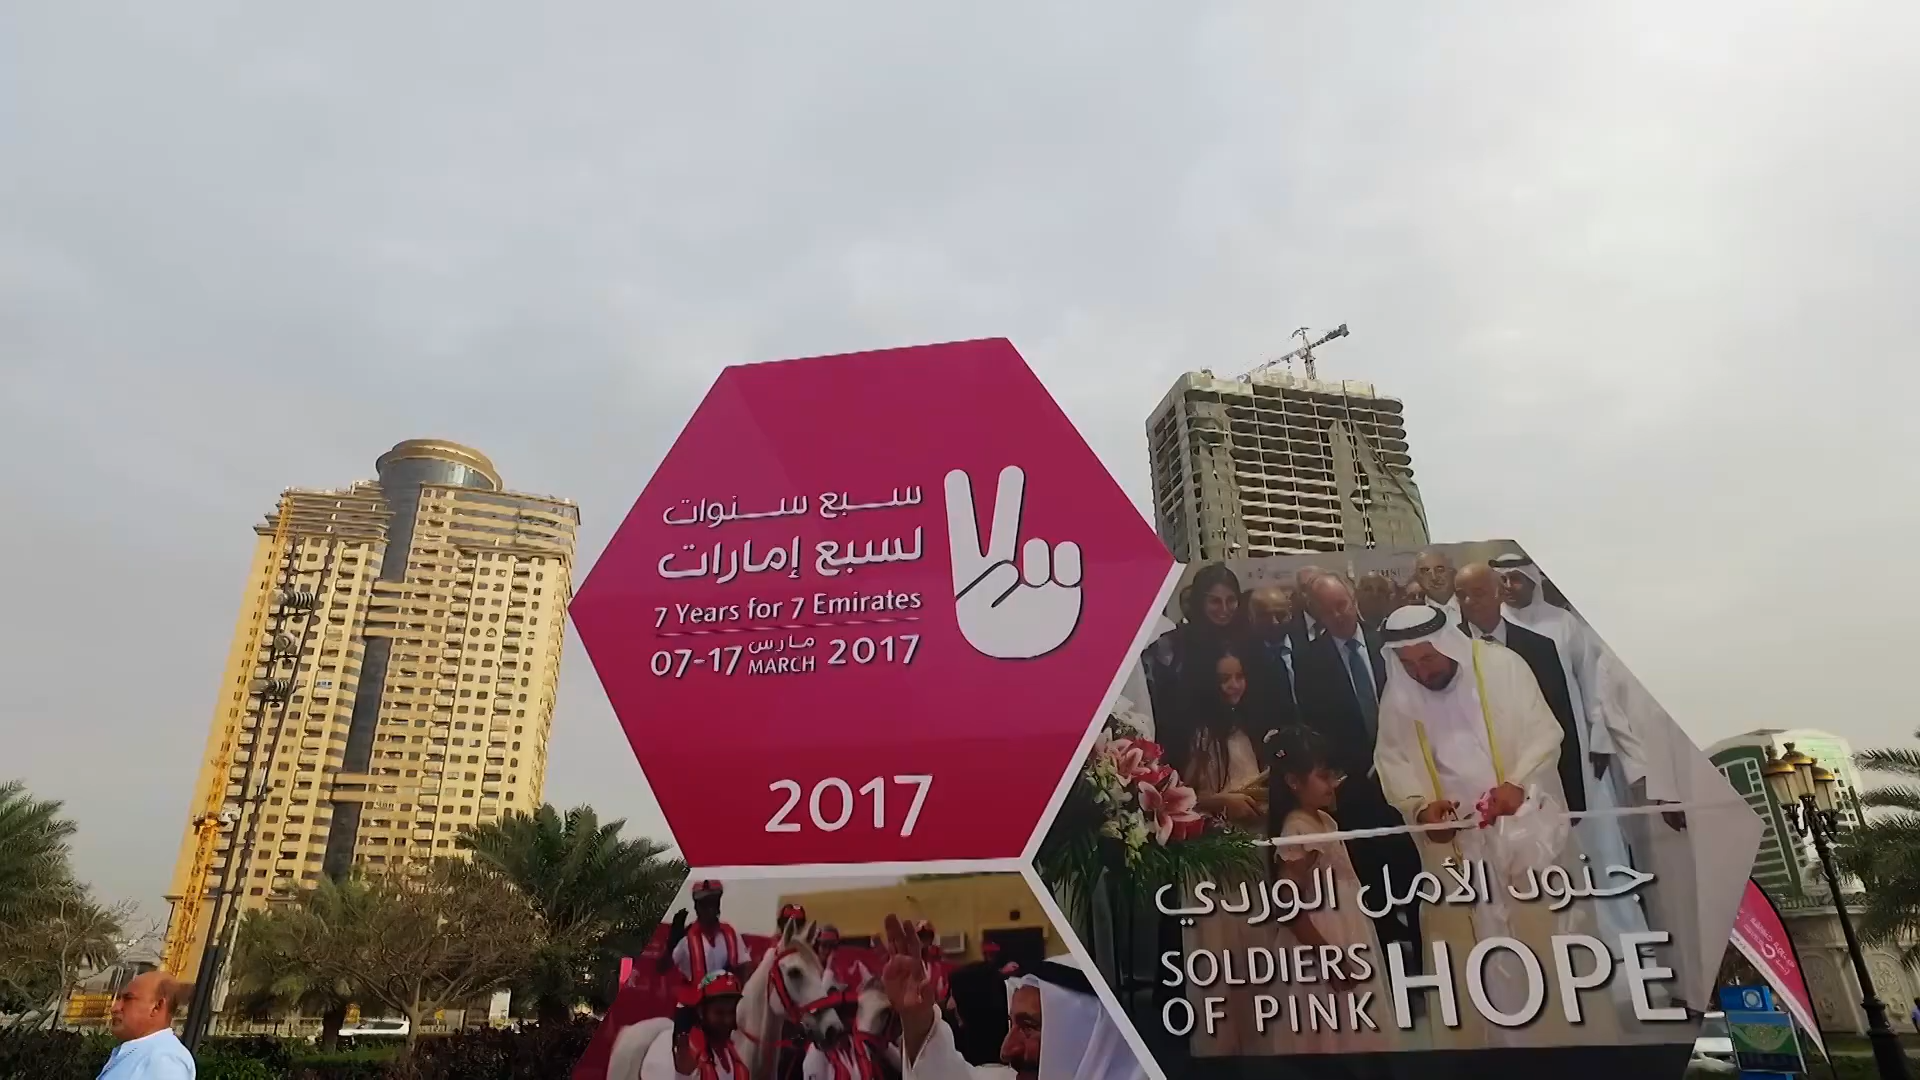 سبع سنوات
لسبع إمارات
7 Years for 7 Emirates
07-17 مارس MARCH 2017
2017
جنود الأمل الوردي
SOLDIERS
OF PINK HOPE